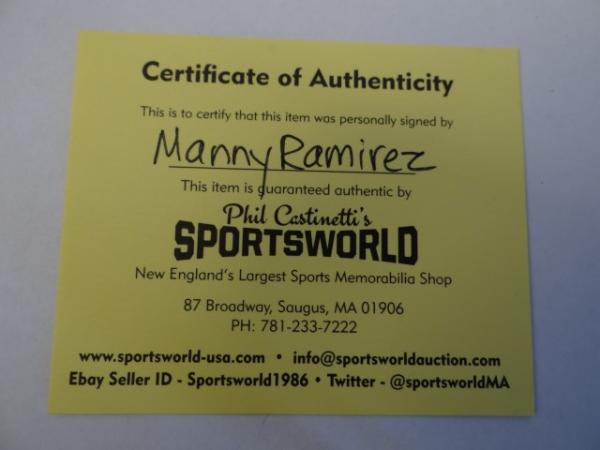 Certificate of Authenticity
This is to certify that this item was personally signed by
Manny Ramirez
This item is guaranteed authentic by
Phil Castinetti's
SPORTSWORLD
New England's Largest Sports Memorabilia Shop
87 Broadway, Saugus, MA 01906
PH: 781-233-7222
www.sportsworld-usa.com • info@sportsworldauction.com
Ebay Seller ID - Sportsworld1986 • Twitter - @sportsworldMA